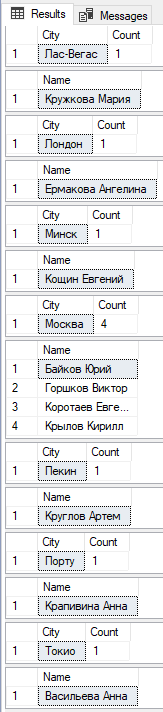 Results Messages
City Count
1 Лас-Вегас 1
Name
1 Кружкова Мария
City Count
1 Лондон 1
Name
1 Ермакова Ангелина
City Count
1 Минск 1
Name
1 Кощин Евгений
City Count
1 Москва 4
Name
1 Байков Юрий
2 Горшков Виктор
3 Коротаев Евге...
4 Крылов Кирилл
City Count
1 Пекин 1
Name
1 Круглов Артем
City Count
1 Порту 1
Name
1 Крапивина Анна
City Count
1 Токио 1
Name
1 Васильева Анна